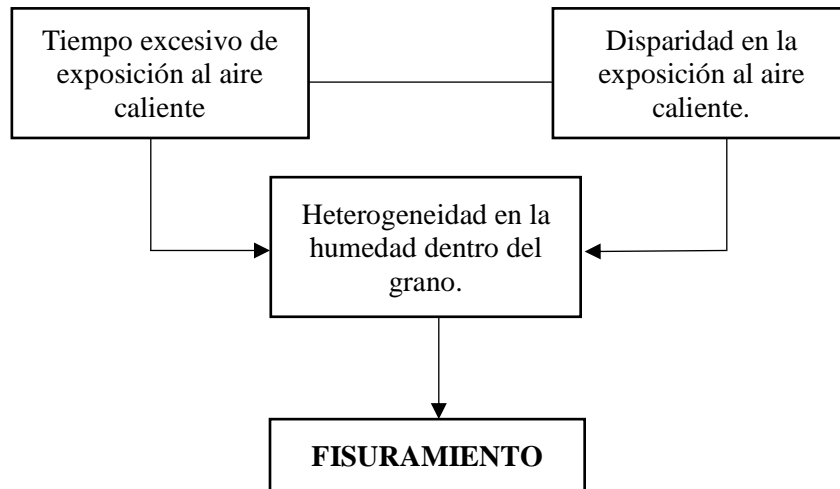 Tiempo excesivo de
exposición al aire
caliente
Disparidad en la
exposición al aire
caliente.
Heterogeneidad en la
humedad dentro del
grano.
FISURAMIENTO